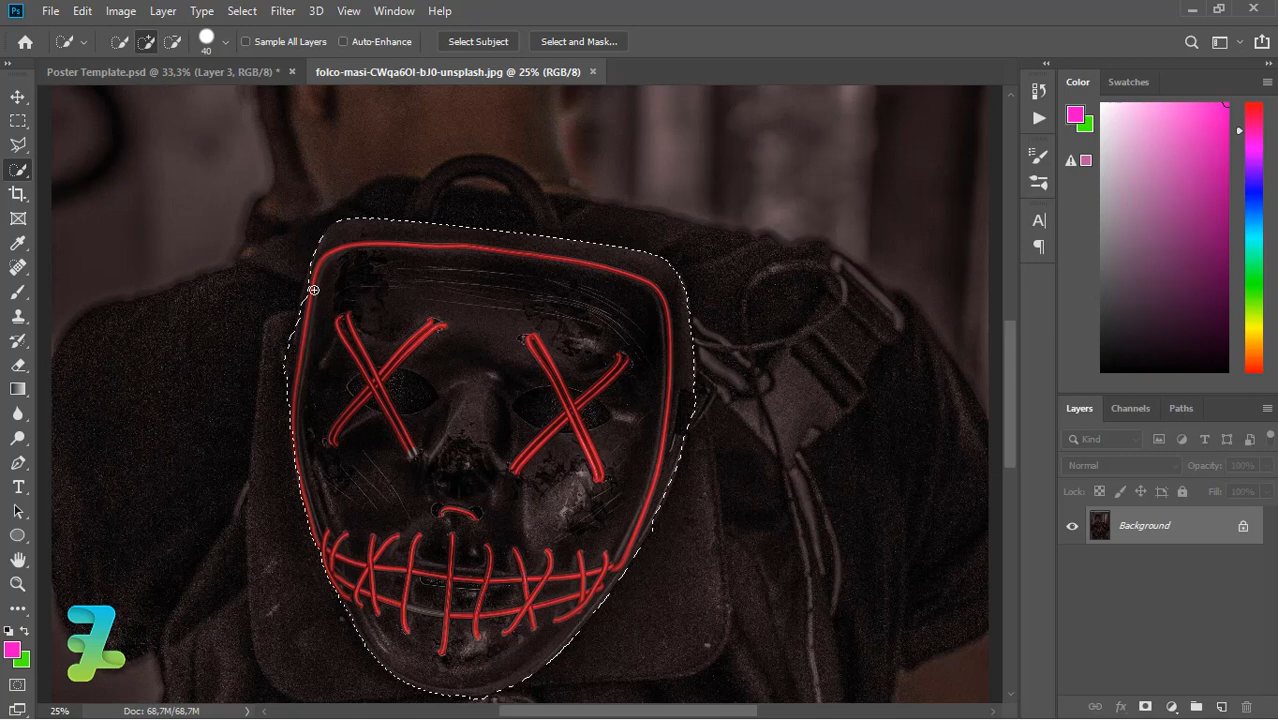 Ps File Edit Image Layer Type Select Filter 3D View Window Help
40 Sample All Layers Auto-Enhance Select Subject Select and Mask...
Poster Template.psd @ 33,3% (Layer 3, RGB/8) * folco-masi-CWqa6OI-bJ0-unsplash.jpg @ 25% (RGB/8)
Color Swatches
Layers Channels Paths
Kind
Normal Opacity: 100%
Lock: Fill: 100%
Background
25% Doc: 68,7M/68,7M